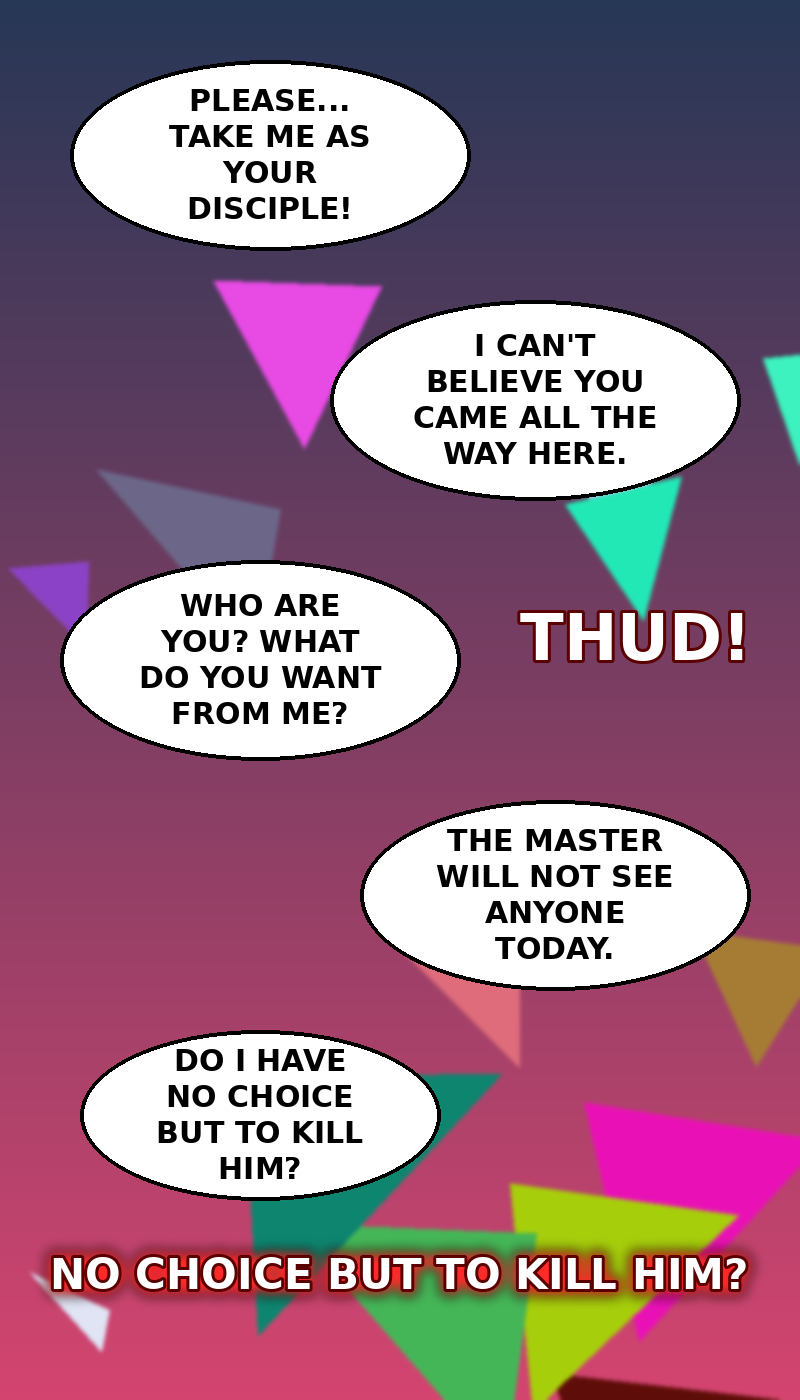 PLEASE...
TAKE ME AS
YOUR
DISCIPLE!
I CAN'T
BELIEVE YOU
CAME ALL THE
WAY HERE.
WHO ARE
YOU? WHAT
DO YOU WANT
FROM ME?
THUD!
THE MASTER
WILL NOT SEE
ANYONE
TODAY.
DO I HAVE
NO CHOICE
BUT TO KILL
HIM?
NO CHOICE BUT TO KILL HIM?